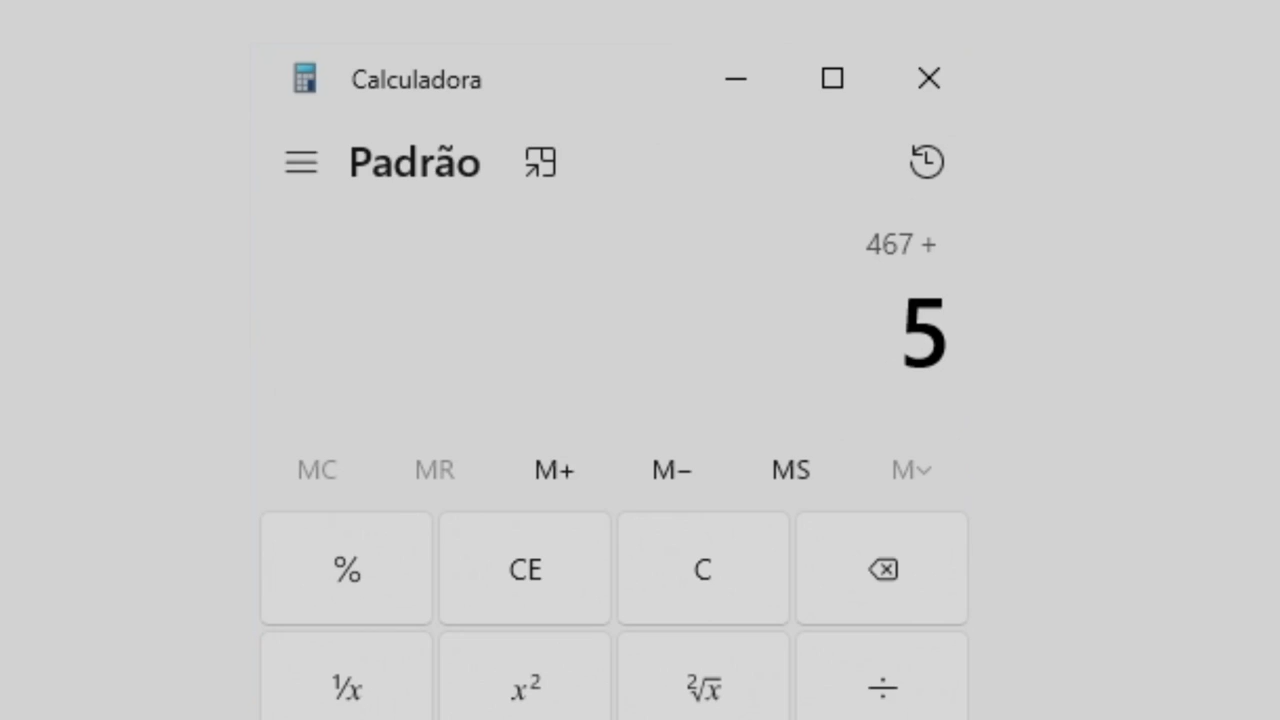 Calculadora
Padrão
467 +
5
MC MR M+ M− MS M
% CE C
¹⁄x x² ²√x ÷